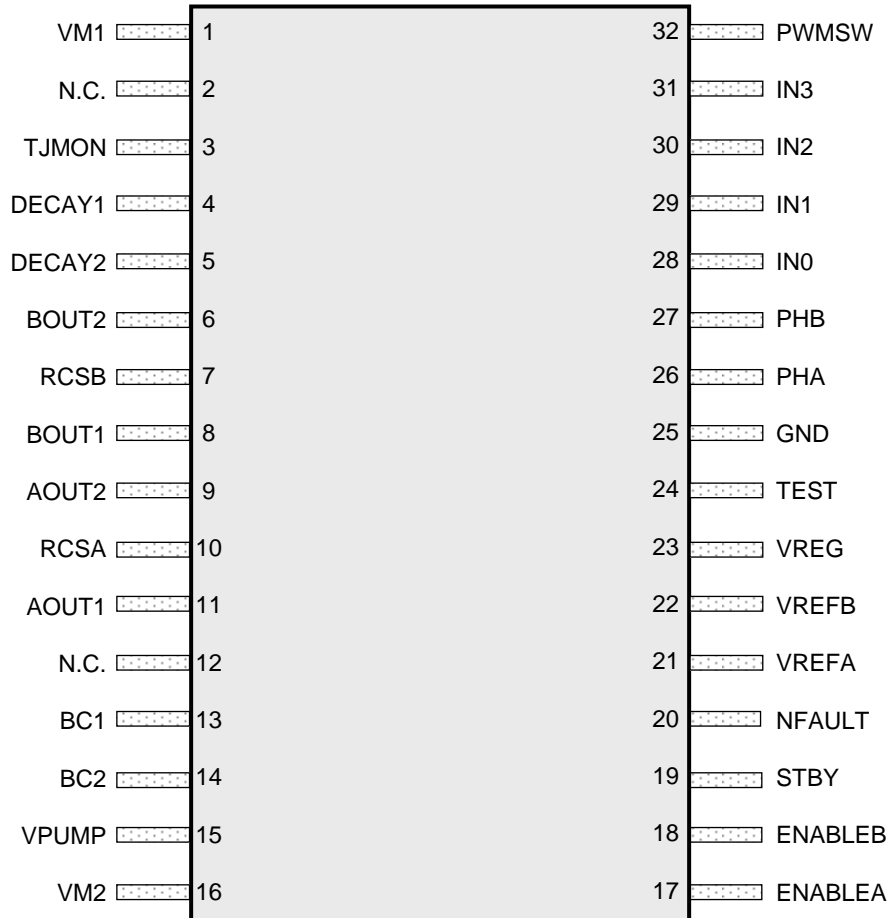 VM1 1 32 PWMSW
N.C. 2 31 IN3
TJMON 3 30 IN2
DECAY1 4 29 IN1
DECAY2 5 28 IN0
BOUT2 6 27 PHB
RCSB 7 26 PHA
BOUT1 8 25 GND
AOUT2 9 24 TEST
RCSA 10 23 VREG
AOUT1 11 22 VREFB
N.C. 12 21 VREFA
BC1 13 20 NFAULT
BC2 14 19 STBY
VPUMP 15 18 ENABLEB
VM2 16 17 ENABLEA